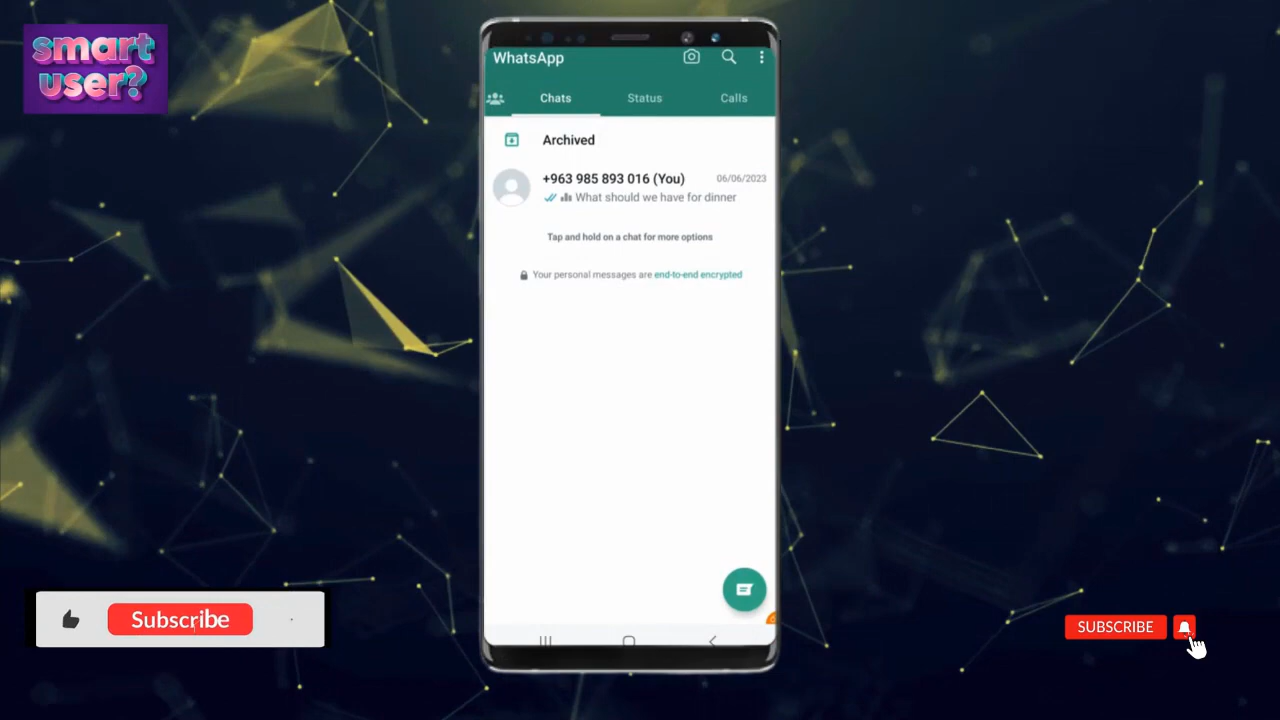 smart
user?
WhatsApp
Chats
Status
Calls
Archived
+963 985 893 016 (You)
06/06/2023
What should we have for dinner
Tap and hold on a chat for more options
Your personal messages are end-to-end encrypted
Subscribe
SUBSCRIBE